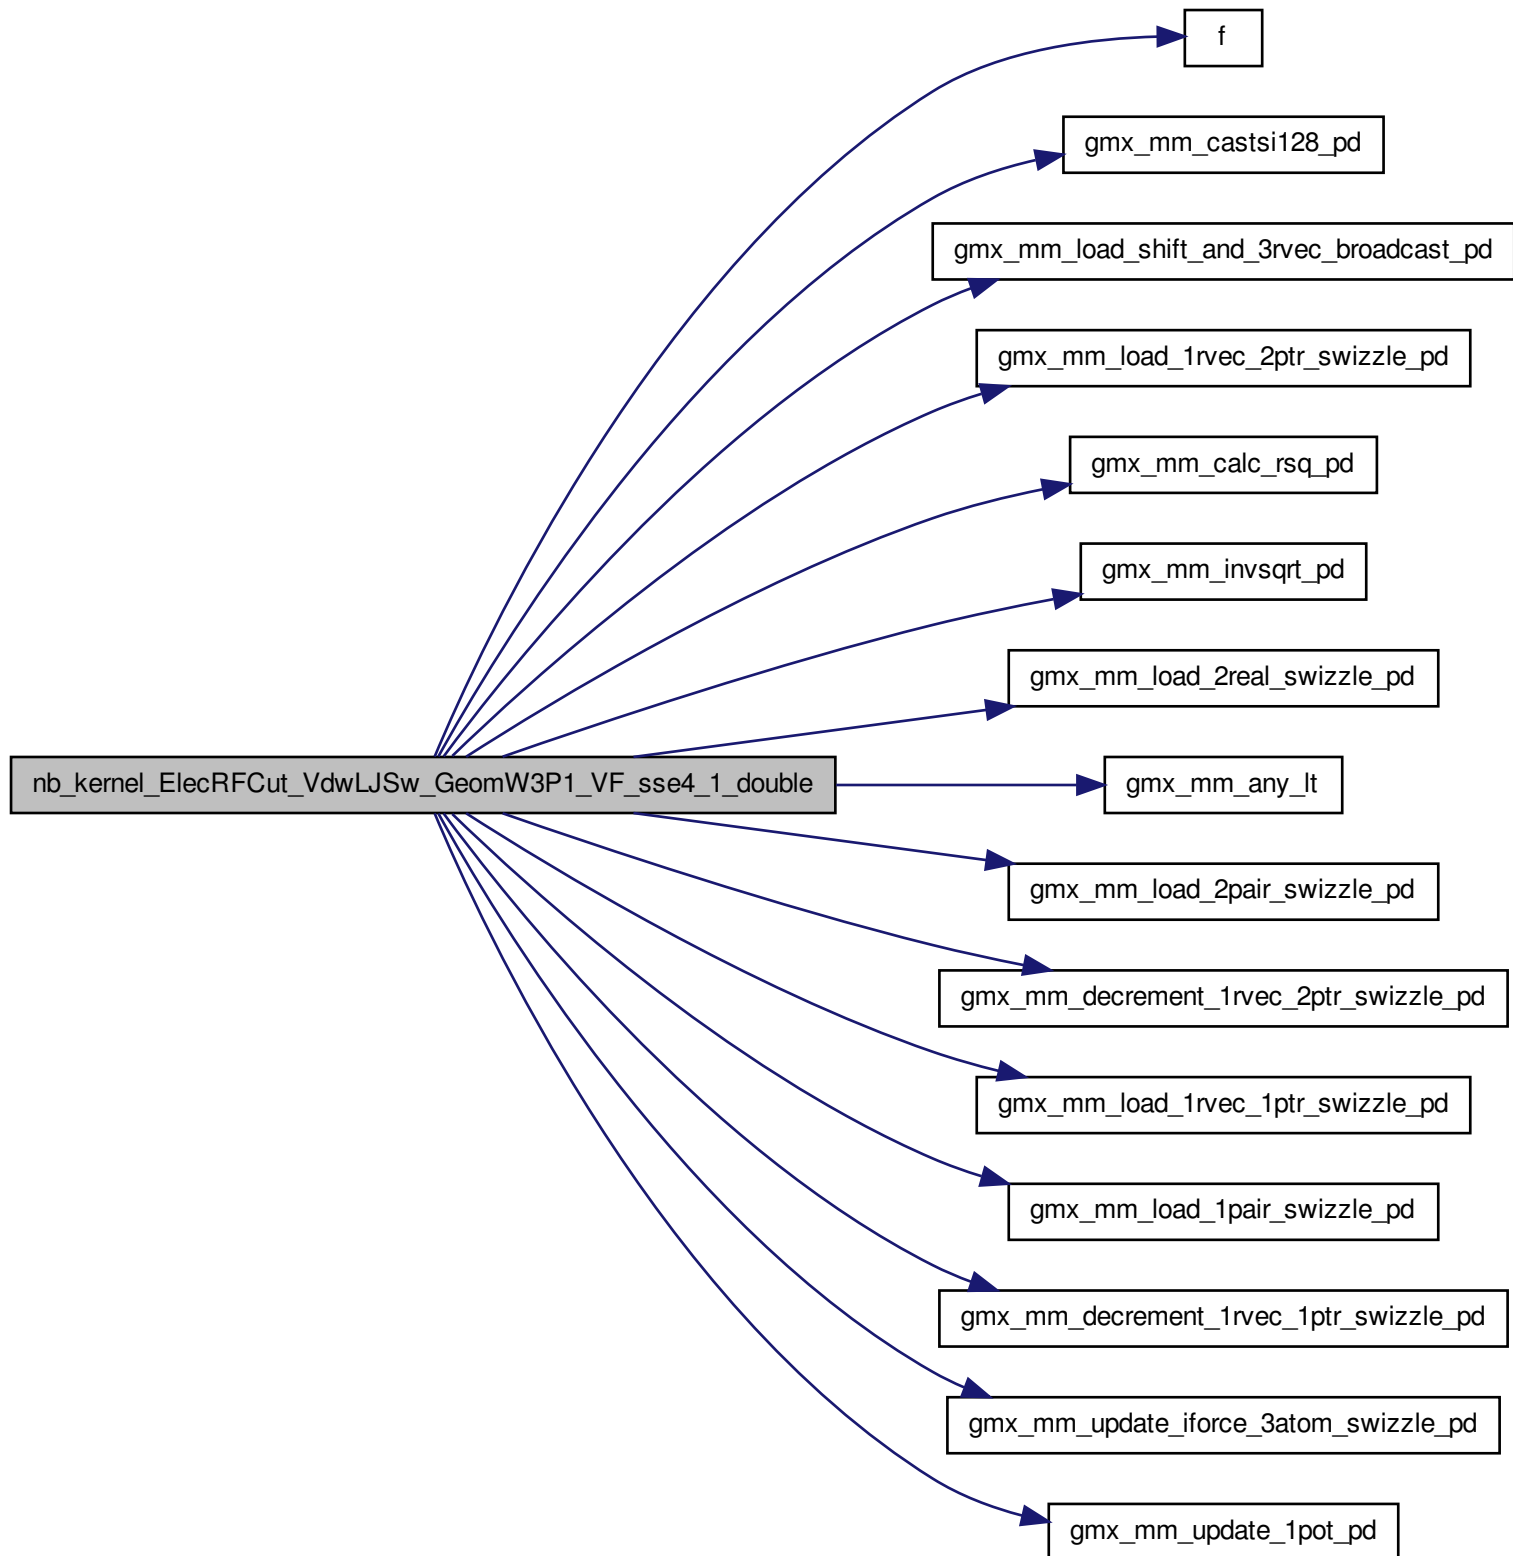 f
gmx_mm_castsi128_pd
gmx_mm_load_shift_and_3rvec_broadcast_pd
gmx_mm_load_1rvec_2ptr_swizzle_pd
gmx_mm_calc_rsq_pd
gmx_mm_invsqrt_pd
gmx_mm_load_2real_swizzle_pd
nb_kernel_ElecRFCut_VdwLJSw_GeomW3P1_VF_sse4_1_double
gmx_mm_any_lt
gmx_mm_load_2pair_swizzle_pd
gmx_mm_decrement_1rvec_2ptr_swizzle_pd
gmx_mm_load_1rvec_1ptr_swizzle_pd
gmx_mm_load_1pair_swizzle_pd
gmx_mm_decrement_1rvec_1ptr_swizzle_pd
gmx_mm_update_iforce_3atom_swizzle_pd
gmx_mm_update_1pot_pd